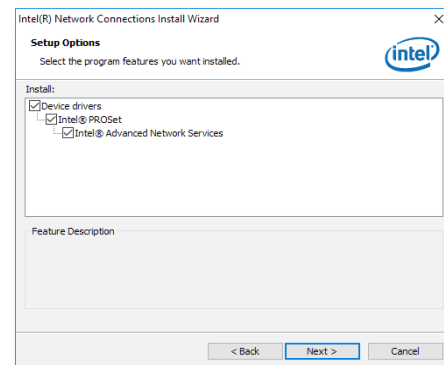 Intel(R) Network Connections Install Wizard
Setup Options
Select the program features you want installed.
intel
Install:
Device drivers
Intel® PROSet
Intel® Advanced Network Services
Feature Description
< Back
Next >
Cancel